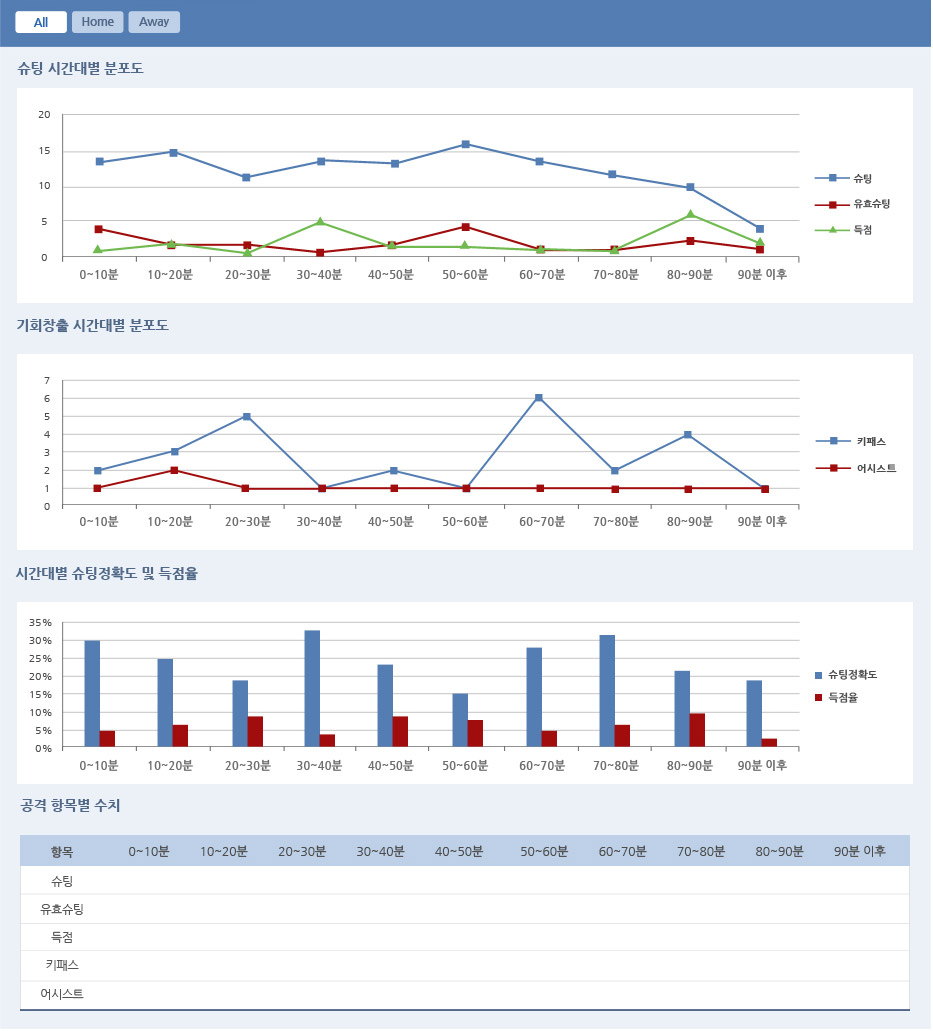 All Home Away
슈팅 시간대별 분포도
20
15
10
5
0
0~10분 10~20분 20~30분 30~40분 40~50분 50~60분 60~70분 70~80분 80~90분 90분 이후
슈팅
유효슈팅
득점
기회창출 시간대별 분포도
7
6
5
4
3
2
1
0
0~10분 10~20분 20~30분 30~40분 40~50분 50~60분 60~70분 70~80분 80~90분 90분 이후
키패스
어시스트
시간대별 슈팅정확도 및 득점율
35%
30%
25%
20%
15%
10%
5%
0%
0~10분 10~20분 20~30분 30~40분 40~50분 50~60분 60~70분 70~80분 80~90분 90분 이후
슈팅정확도
득점율
공격 항목별 수치
항목 0~10분 10~20분 20~30분 30~40분 40~50분 50~60분 60~70분 70~80분 80~90분 90분 이후
슈팅
유효슈팅
득점
키패스
어시스트